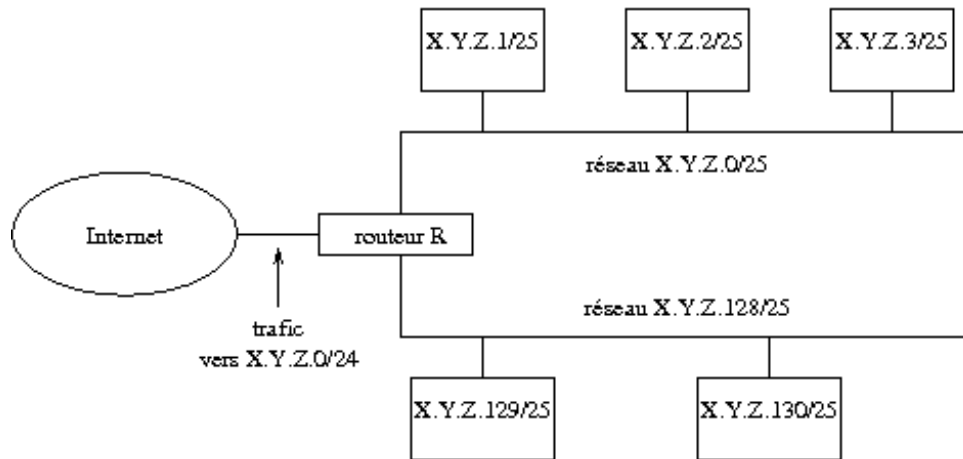 X.Y.Z.1/25
X.Y.Z.2/25
X.Y.Z.3/25
réseau X.Y.Z.0/25
Internet
routeur R
réseau X.Y.Z.128/25
trafic
vers X.Y.Z.0/24
X.Y.Z.129/25
X.Y.Z.130/25